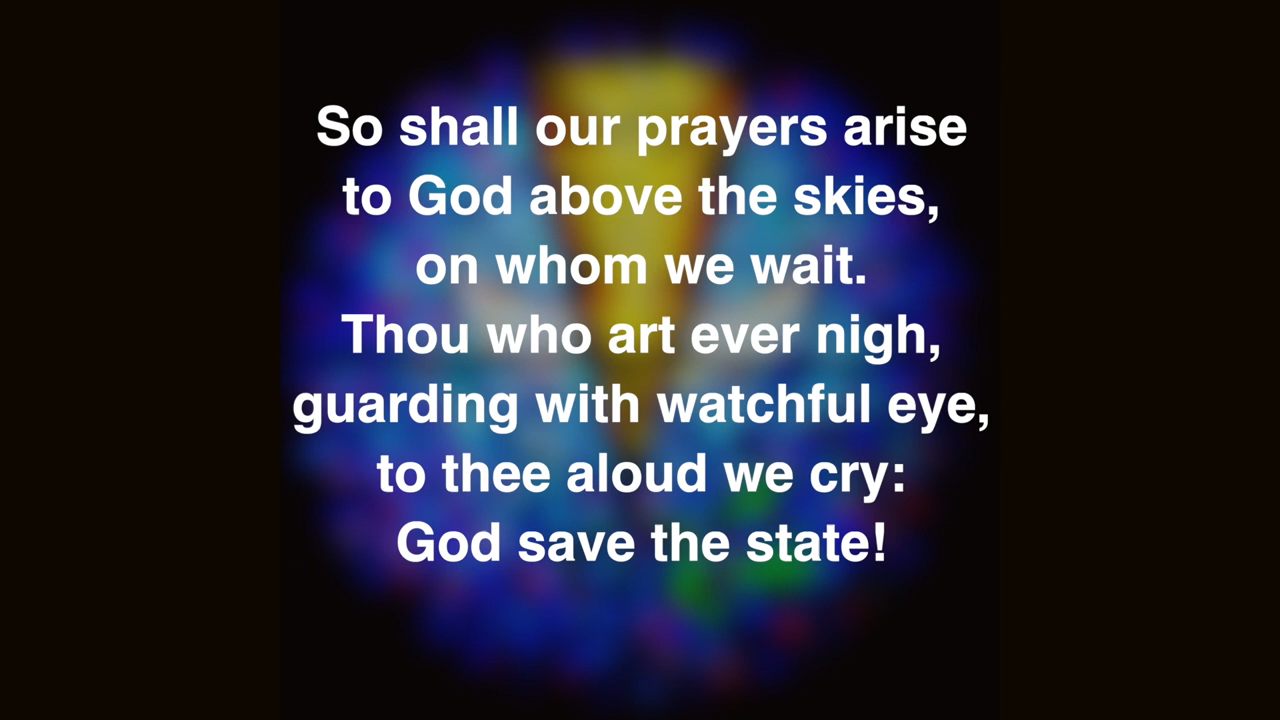 So shall our prayers arise
to God above the skies,
on whom we wait.
Thou who art ever nigh,
guarding with watchful eye,
to thee aloud we cry:
God save the state!